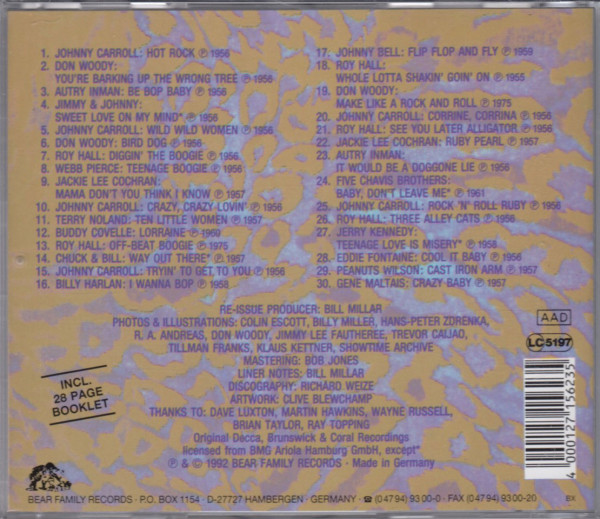 1. JOHNNY CARROLL: HOT ROCK ℗ 1956
2. DON WOODY:
YOU'RE BARKING UP THE WRONG TREE ℗ 1956
3. AUTRY INMAN: BE BOP BABY ℗ 1956
4. JIMMY & JOHNNY:
SWEET LOVE ON MY MIND* ℗ 1956
5. JOHNNY CARROLL: WILD WILD WOMEN ℗ 1956
6. DON WOODY: BIRD DOG ℗ 1956
7. ROY HALL: DIGGIN' THE BOOGIE ℗ 1956
8. WEBB PIERCE: TEENAGE BOOGIE ℗ 1956
9. JACKIE LEE COCHRAN:
MAMA DON'T YOU THINK I KNOW ℗ 1957
10. JOHNNY CARROLL: CRAZY, CRAZY LOVIN' ℗ 1956
11. TERRY NOLAND: TEN LITTLE WOMEN ℗ 1957
12. BUDDY COVELLE: LORRAINE ℗ 1960
13. ROY HALL: OFF-BEAT BOOGIE ℗ 1975
14. CHUCK & BILL: WAY OUT THERE* ℗ 1957
15. JOHNNY CARROLL: TRYIN' TO GET TO YOU ℗ 1956
16. BILLY HARLAN: I WANNA BOP ℗ 1958
17. JOHNNY BELL: FLIP FLOP AND FLY ℗ 1959
18. ROY HALL:
WHOLE LOTTA SHAKIN' GOIN' ON ℗ 1955
19. DON WOODY:
MAKE LIKE A ROCK AND ROLL ℗ 1975
20. JOHNNY CARROLL: CORRINE, CORRINA ℗ 1956
21. ROY HALL: SEE YOU LATER ALLIGATOR ℗ 1956
22. JACKIE LEE COCHRAN: RUBY PEARL ℗ 1957
23. AUTRY INMAN:
IT WOULD BE A DOGGONE LIE ℗ 1956
24. FIVE CHAVIS BROTHERS:
BABY, DON'T LEAVE ME* ℗ 1961
25. JOHNNY CARROLL: ROCK 'N' ROLL RUBY ℗ 1956
26. ROY HALL: THREE ALLEY CATS ℗ 1956
27. JERRY KENNEDY:
TEENAGE LOVE IS MISERY* ℗ 1958
28. EDDIE FONTAINE: COOL IT BABY ℗ 1956
29. PEANUTS WILSON: CAST IRON ARM ℗ 1957
30. GENE MALTAIS: CRAZY BABY ℗ 1957
RE-ISSUE PRODUCER: BILL MILLAR
PHOTOS & ILLUSTRATIONS: COLIN ESCOTT, BILLY MILLER, HANS-PETER ZDRENKA,
R. A. ANDREAS, DON WOODY, JIMMY LEE FAUTHEREE, TREVOR CAJIAO,
TILLMAN FRANKS, KLAUS KETTNER, SHOWTIME ARCHIVE
MASTERING: BOB JONES
LINER NOTES: BILL MILLAR
DISCOGRAPHY: RICHARD WEIZE
ARTWORK: CLIVE BLEWCHAMP
THANKS TO: DAVE LUXTON, MARTIN HAWKINS, WAYNE RUSSELL,
BRIAN TAYLOR, RAY TOPPING
Original Decca, Brunswick & Coral Recordings
licensed from BMG Ariola Hamburg GmbH, except*
℗ & © 1992 BEAR FAMILY RECORDS · Made in Germany
AAD
LC 5197
INCL.
28 PAGE
BOOKLET
4 000127 156235
BEAR FAMILY RECORDS · P.O. BOX 1154 · D-27727 HAMBERGEN · GERMANY · ☎ (0 47 94) 93 00-0 · FAX (0 47 94) 93 00-20